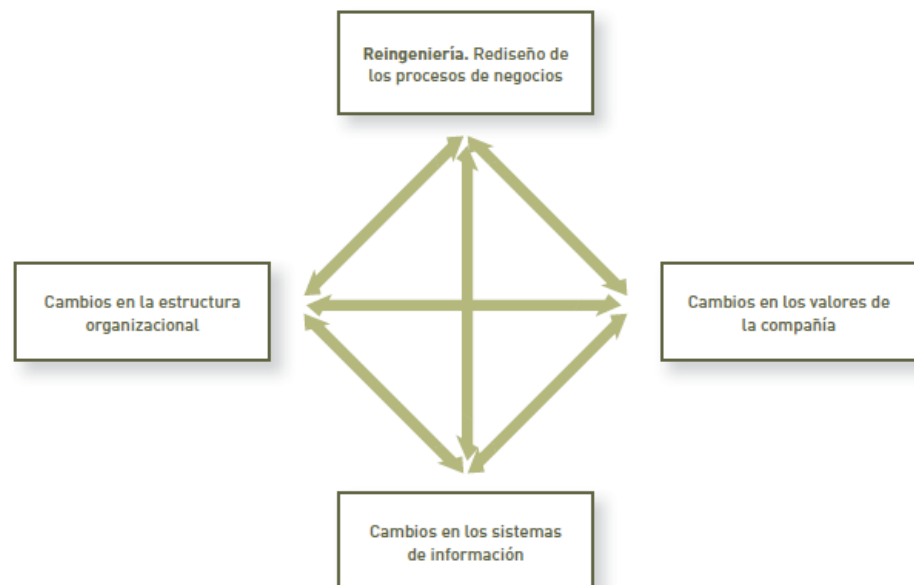 Reingeniería. Rediseño de
los procesos de negocios
Cambios en la estructura
organizacional
Cambios en los valores de
la compañía
Cambios en los sistemas
de información